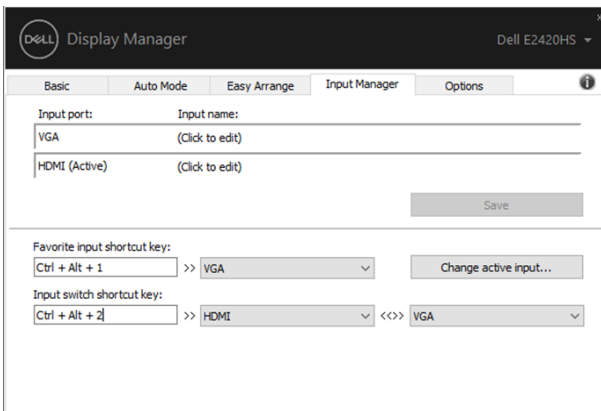 DELL Display Manager Dell E2420HS
Basic Auto Mode Easy Arrange Input Manager Options
Input port: Input name:
VGA (Click to edit)
HDMI (Active) (Click to edit)
Save
Favorite input shortcut key:
Ctrl + Alt + 1 >> VGA Change active input...
Input switch shortcut key:
Ctrl + Alt + 2 >> HDMI <<>> VGA